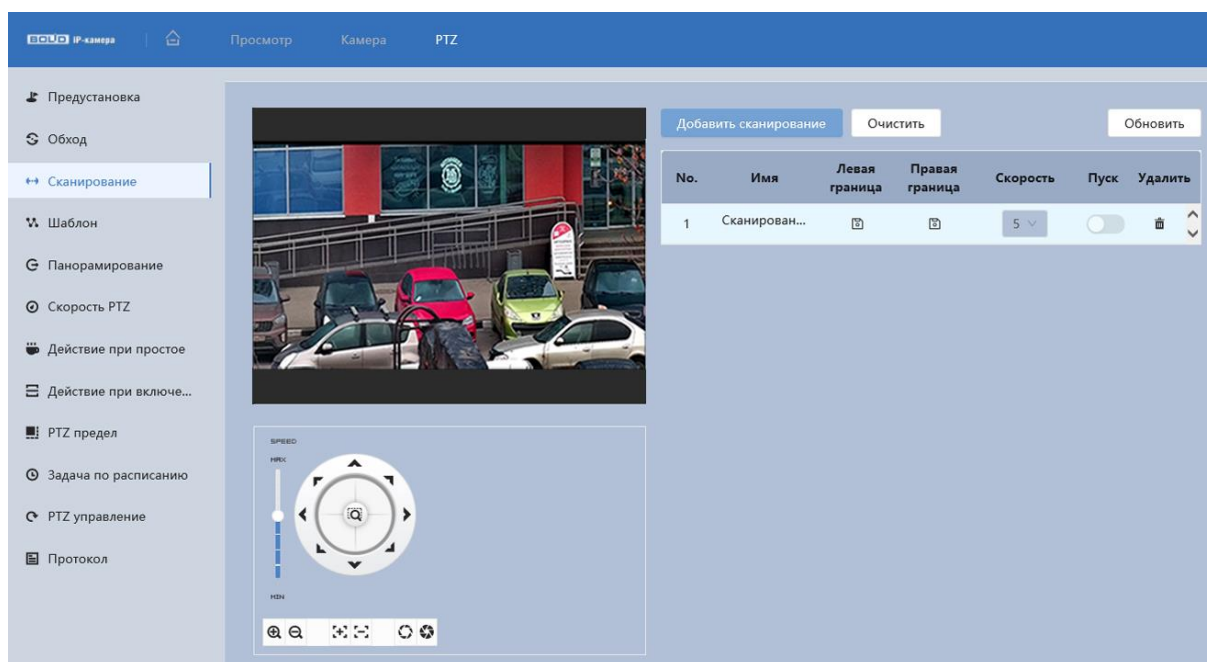 BOLID IP-камера
Просмотр
Камера
PTZ
Предустановка
Обход
Сканирование
Шаблон
Панорамирование
Скорость PTZ
Действие при простое
Действие при включе...
PTZ предел
Задача по расписанию
PTZ управление
Протокол
SPEED
MAX
MIN
Добавить сканирование
Очистить
Обновить
No.
Имя
Левая
граница
Правая
граница
Скорость
Пуск
Удалить
1
Сканирован...
5